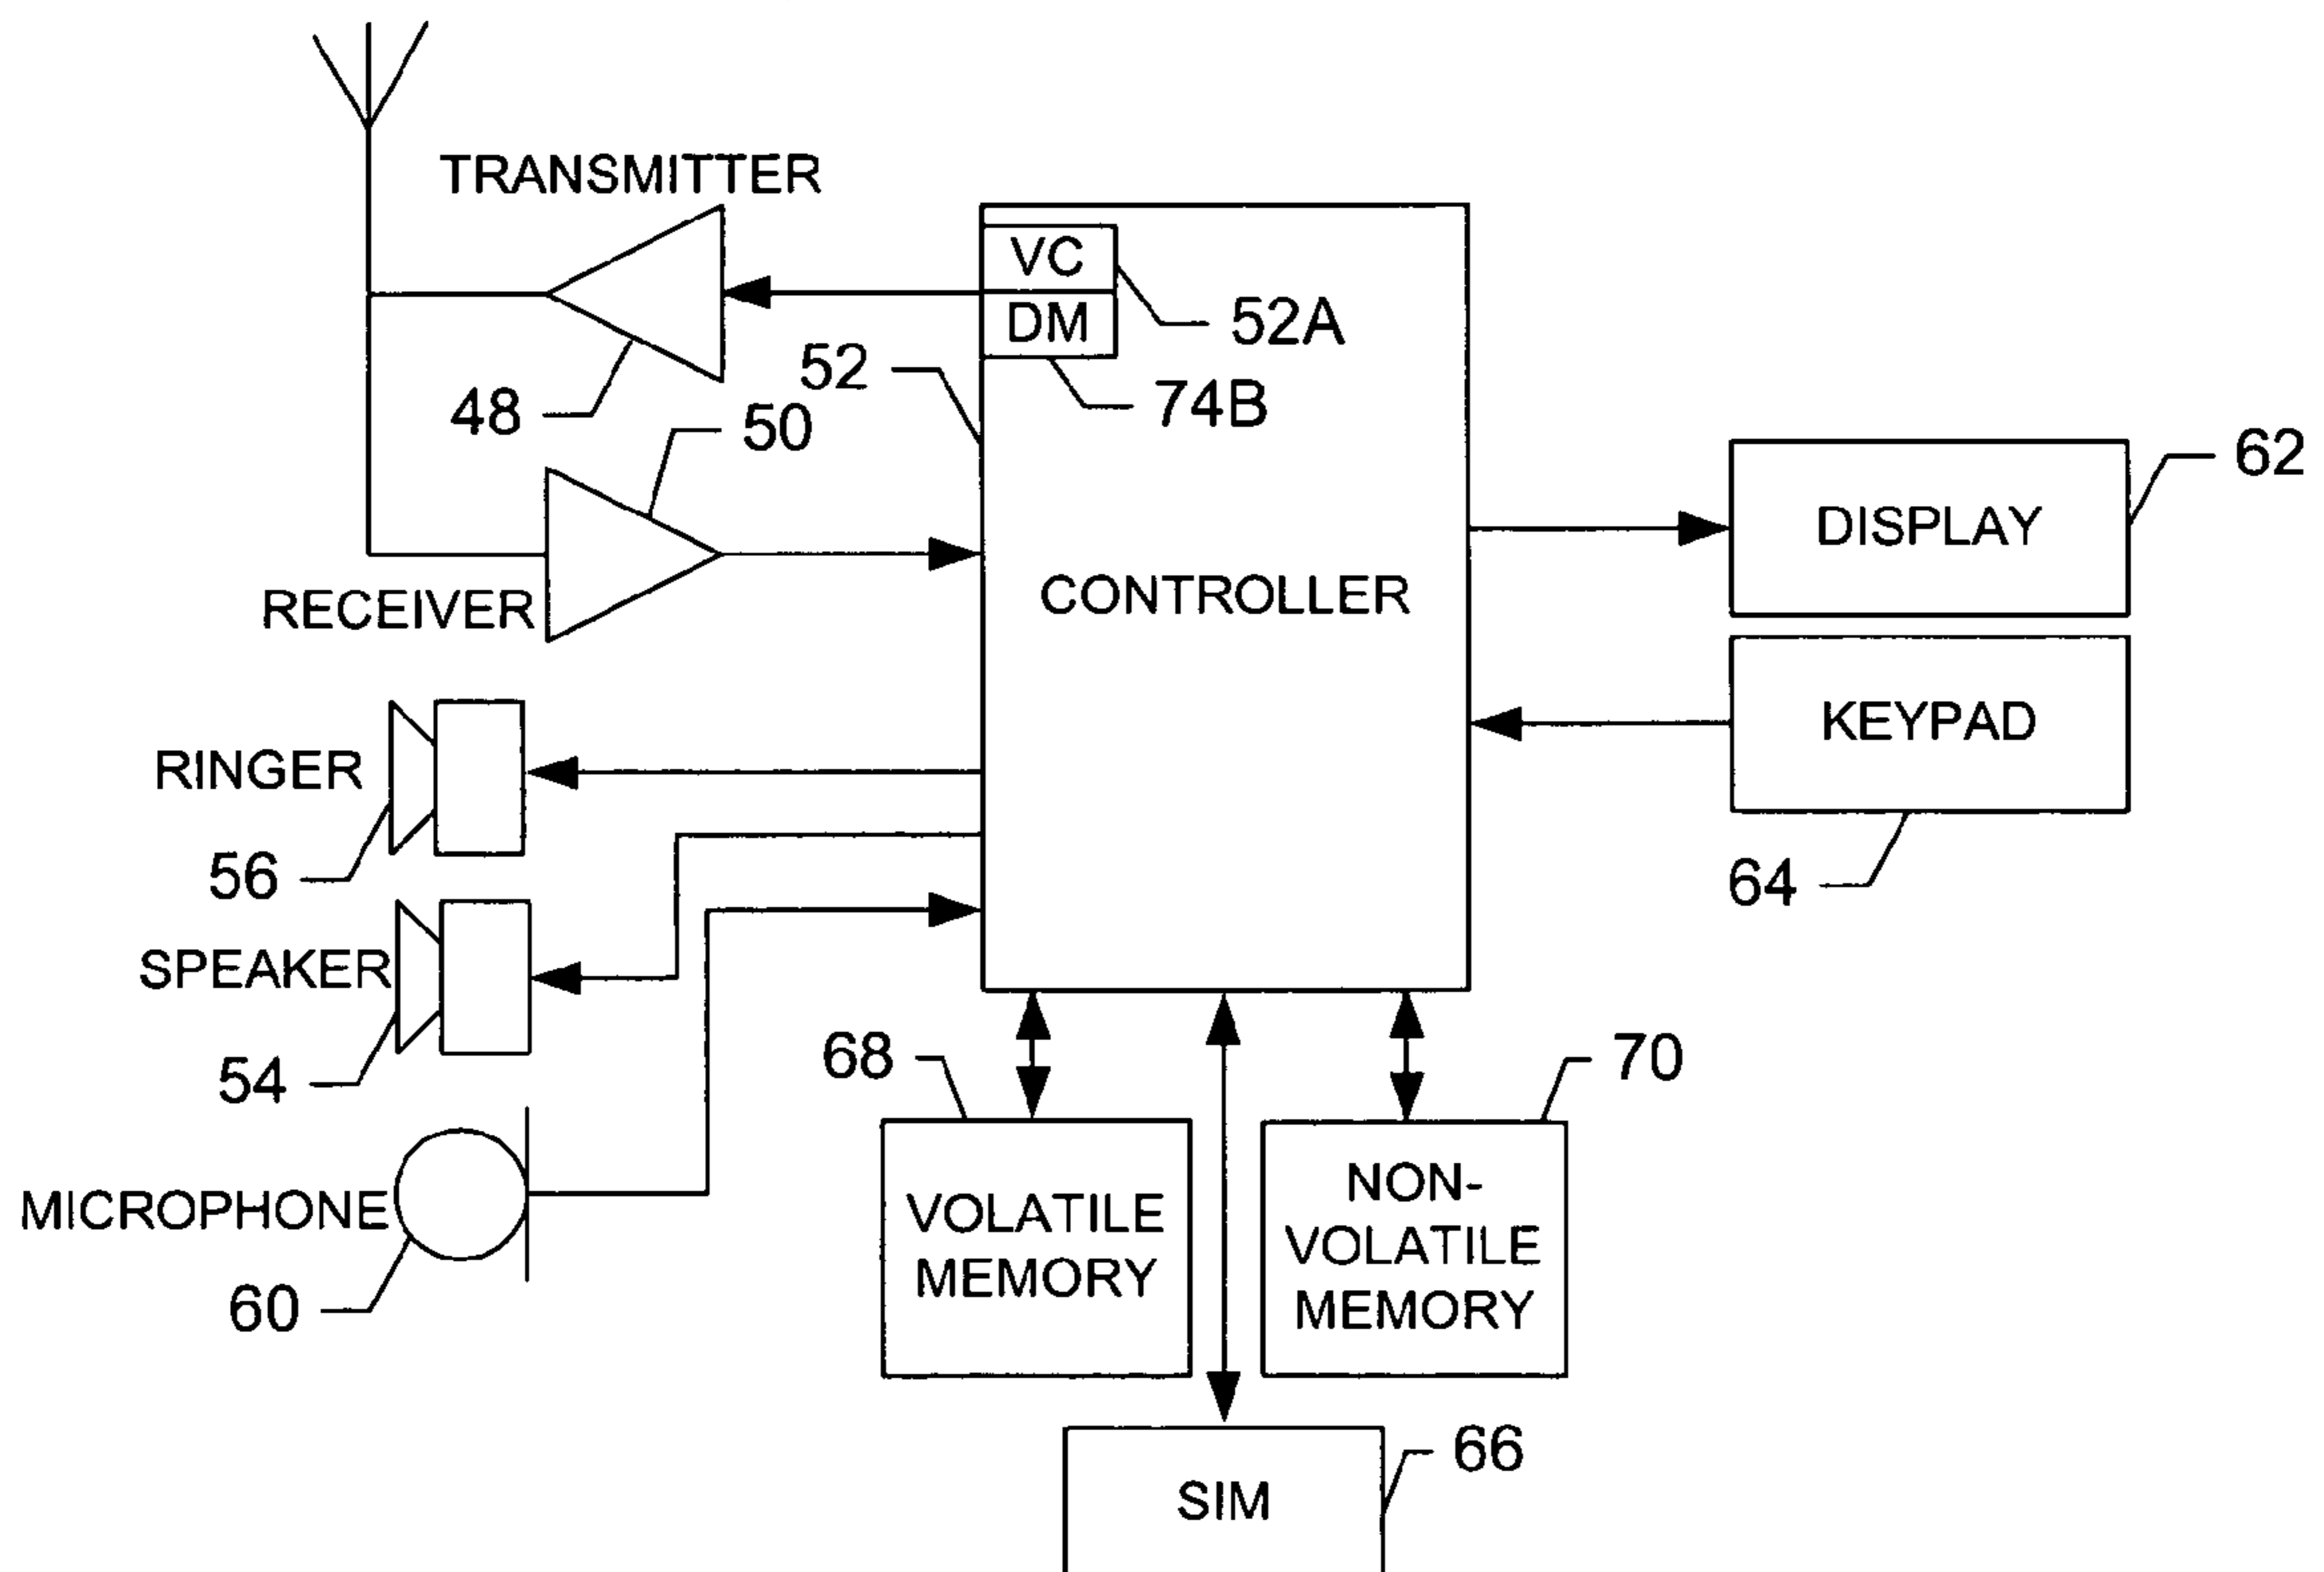 TRANSMITTER
VC
DM
52A
74B
52
48
50
RECEIVER
CONTROLLER
DISPLAY
62
KEYPAD
64
RINGER
56
SPEAKER
54
MICROPHONE
60
68
70
VOLATILE
MEMORY
NON-
VOLATILE
MEMORY
66
SIM